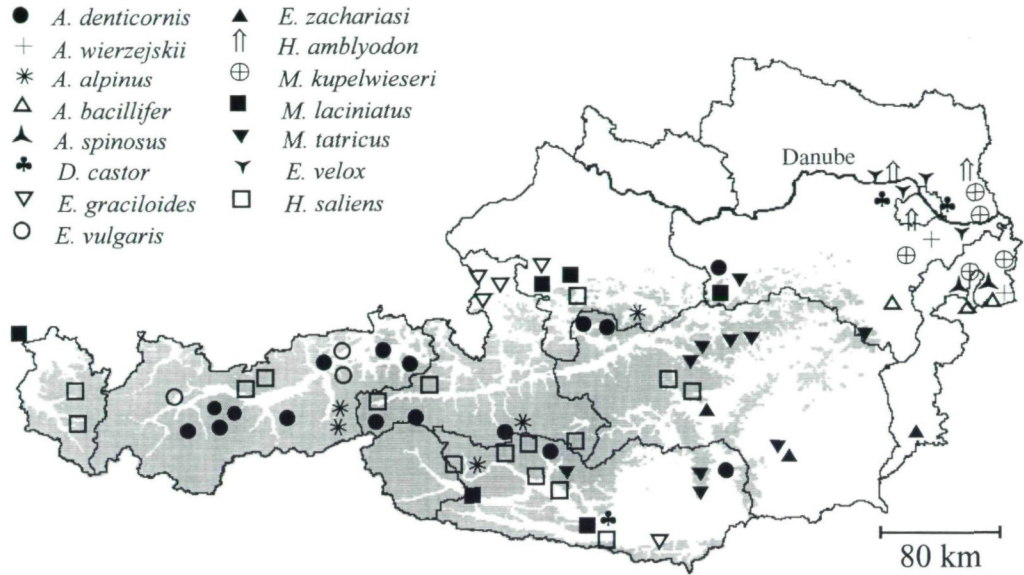 A. denticornis
A. wierzejskii
A. alpinus
A. bacillifer
A. spinosus
D. castor
E. graciloides
E. vulgaris
E. zachariasi
H. amblyodon
M. kupelwieseri
M. laciniatus
M. tatricus
E. velox
H. saliens
Danube
80 km